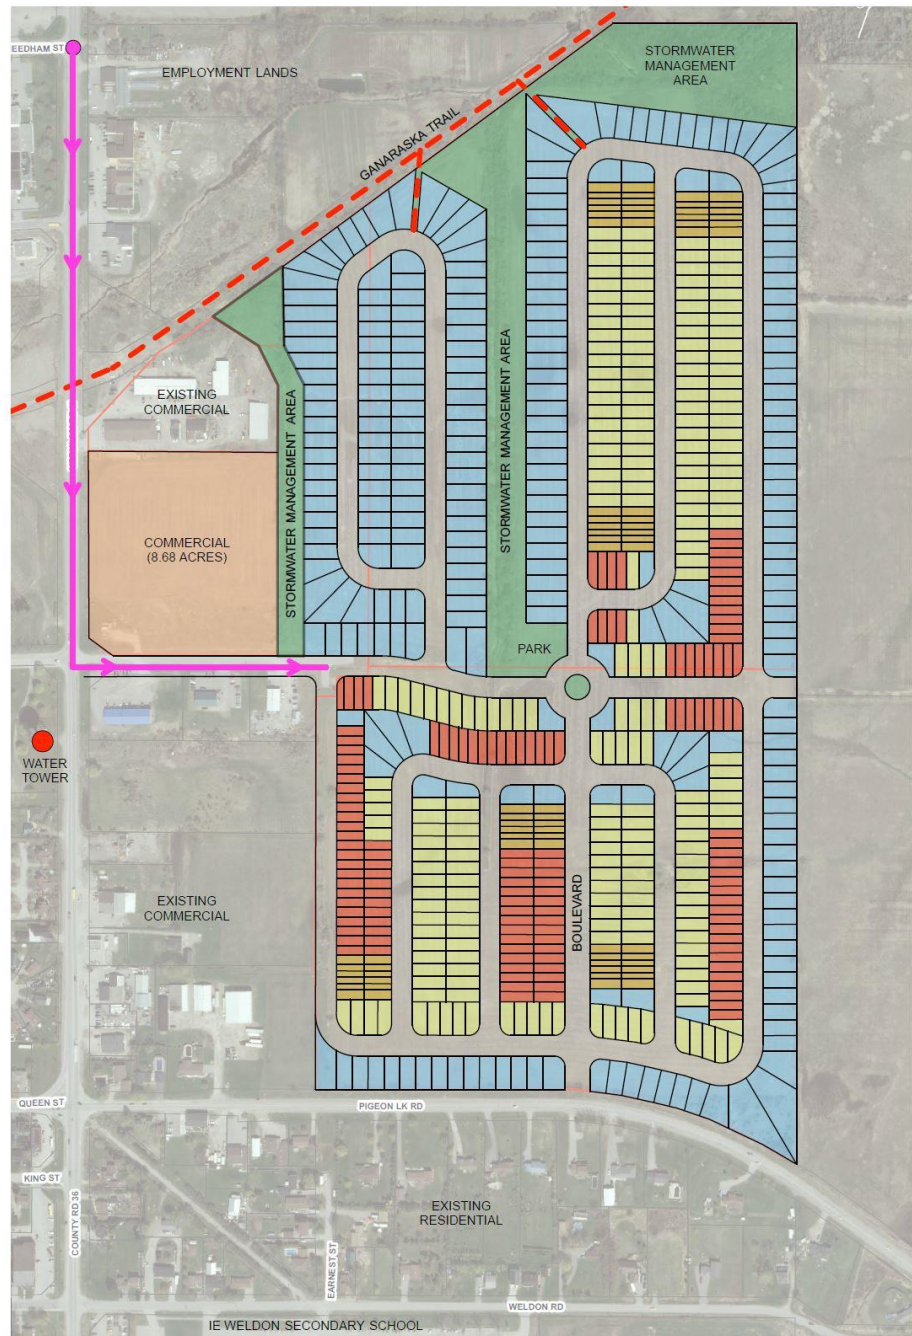 EEDHAM ST
EMPLOYMENT LANDS
STORMWATER
MANAGEMENT
AREA
GANARASKA TRAIL
EXISTING
COMMERCIAL
COMMERCIAL
(8.68 ACRES)
STORMWATER MANAGEMENT AREA
STORMWATER MANAGEMENT AREA
PARK
WATER
TOWER
EXISTING
COMMERCIAL
BOULEVARD
QUEEN ST
PIGEON LK RD
KING ST
COUNTY RD 36
EXISTING
RESIDENTIAL
EARNEST ST
WELDON RD
IE WELDON SECONDARY SCHOOL